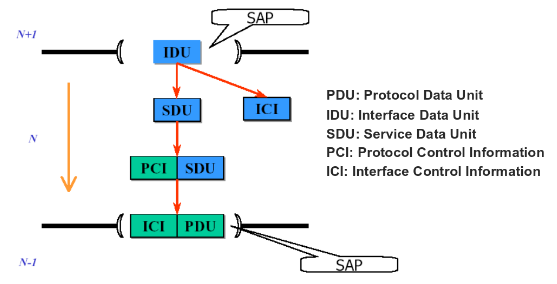 SAP
N+1
IDU
SDU
ICI
PDU: Protocol Data Unit
IDU: Interface Data Unit
SDU: Service Data Unit
PCI: Protocol Control Information
ICI: Interface Control Information
N
PCI SDU
ICI PDU
N-1
SAP